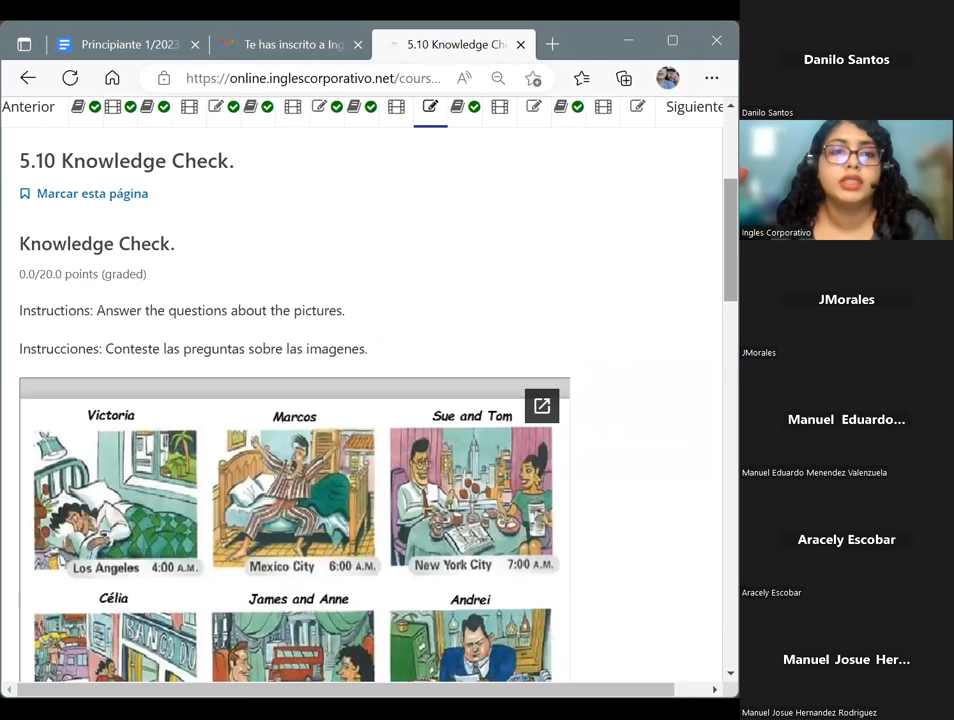 Principiante 1/2023
Te has inscrito a Ing
5.10 Knowledge Ch
https://online.inglescorporativo.net/cours...
Anterior
Siguiente
5.10 Knowledge Check.
Marcar esta página
Knowledge Check.
0.0/20.0 points (graded)
Instructions: Answer the questions about the pictures.
Instrucciones: Conteste las preguntas sobre las imagenes.
Victoria
Marcos
Sue and Tom
Los Angeles 4:00 A.M.
Mexico City 6:00 A.M.
New York City 7:00 A.M.
Célia
James and Anne
Andrei
BANCO DU
Danilo Santos
Danilo Santos
Ingles Corporativo
JMorales
JMorales
Manuel Eduardo...
Manuel Eduardo Menendez Valenzuela
Aracely Escobar
Aracely Escobar
Manuel Josue Her...
Manuel Josue Hernandez Rodriguez